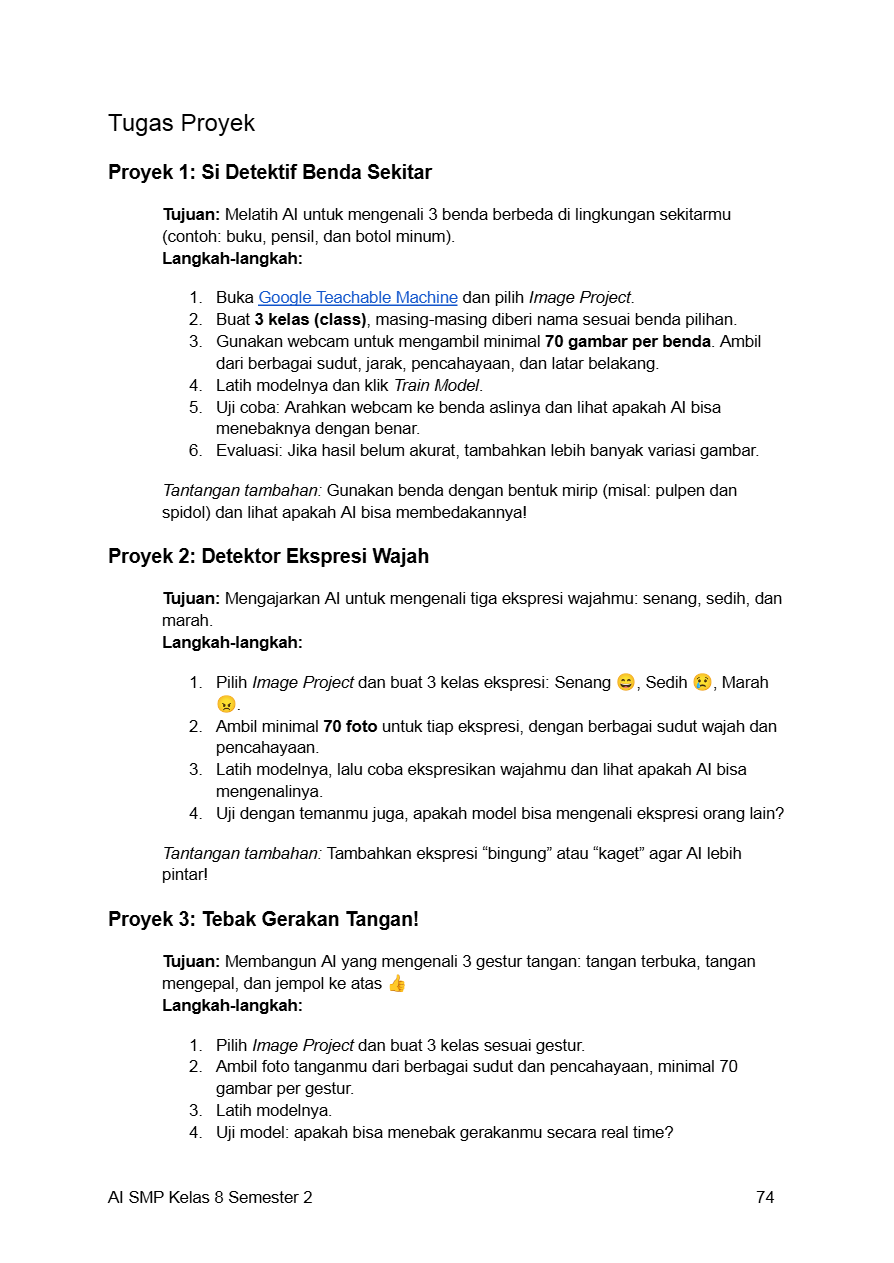 Tugas Proyek
Proyek 1: Si Detektif Benda Sekitar
Tujuan: Melatih AI untuk mengenali 3 benda berbeda di lingkungan sekitarmu
(contoh: buku, pensil, dan botol minum).
Langkah-langkah:
1. Buka Google Teachable Machine dan pilih Image Project.
2. Buat 3 kelas (class), masing-masing diberi nama sesuai benda pilihan.
3. Gunakan webcam untuk mengambil minimal 70 gambar per benda. Ambil
dari berbagai sudut, jarak, pencahayaan, dan latar belakang.
4. Latih modelnya dan klik Train Model.
5. Uji coba: Arahkan webcam ke benda aslinya dan lihat apakah AI bisa
menebaknya dengan benar.
6. Evaluasi: Jika hasil belum akurat, tambahkan lebih banyak variasi gambar.
Tantangan tambahan: Gunakan benda dengan bentuk mirip (misal: pulpen dan
spidol) dan lihat apakah AI bisa membedakannya!
Proyek 2: Detektor Ekspresi Wajah
Tujuan: Mengajarkan AI untuk mengenali tiga ekspresi wajahmu: senang, sedih, dan
marah.
Langkah-langkah:
1. Pilih Image Project dan buat 3 kelas ekspresi: Senang 😄, Sedih 😢, Marah
😠.
2. Ambil minimal 70 foto untuk tiap ekspresi, dengan berbagai sudut wajah dan
pencahayaan.
3. Latih modelnya, lalu coba ekspresikan wajahmu dan lihat apakah AI bisa
mengenalinya.
4. Uji dengan temanmu juga, apakah model bisa mengenali ekspresi orang lain?
Tantangan tambahan: Tambahkan ekspresi “bingung” atau “kaget” agar AI lebih
pintar!
Proyek 3: Tebak Gerakan Tangan!
Tujuan: Membangun AI yang mengenali 3 gestur tangan: tangan terbuka, tangan
mengepal, dan jempol ke atas 👍
Langkah-langkah:
1. Pilih Image Project dan buat 3 kelas sesuai gestur.
2. Ambil foto tanganmu dari berbagai sudut dan pencahayaan, minimal 70
gambar per gestur.
3. Latih modelnya.
4. Uji model: apakah bisa menebak gerakanmu secara real time?
AI SMP Kelas 8 Semester 2 74